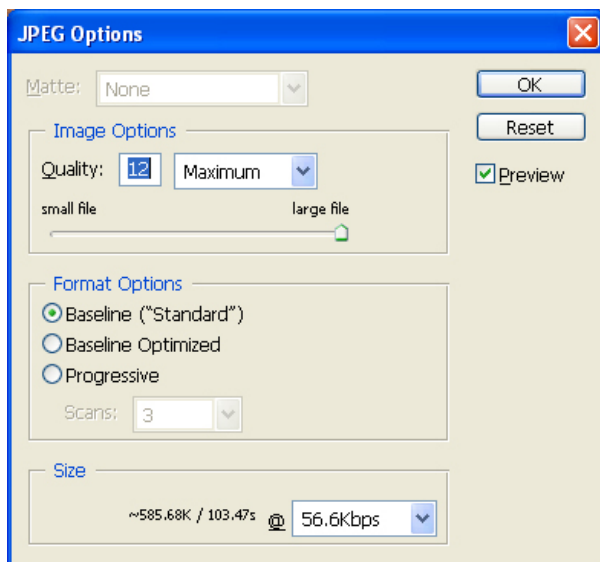 JPEG Options
Matte: None
OK
Image Options
Reset
Quality: 12 Maximum
Preview
small file large file
Format Options
Baseline (“Standard”)
Baseline Optimized
Progressive
Scans: 3
Size
~585.68K / 103.47s @ 56.6Kbps